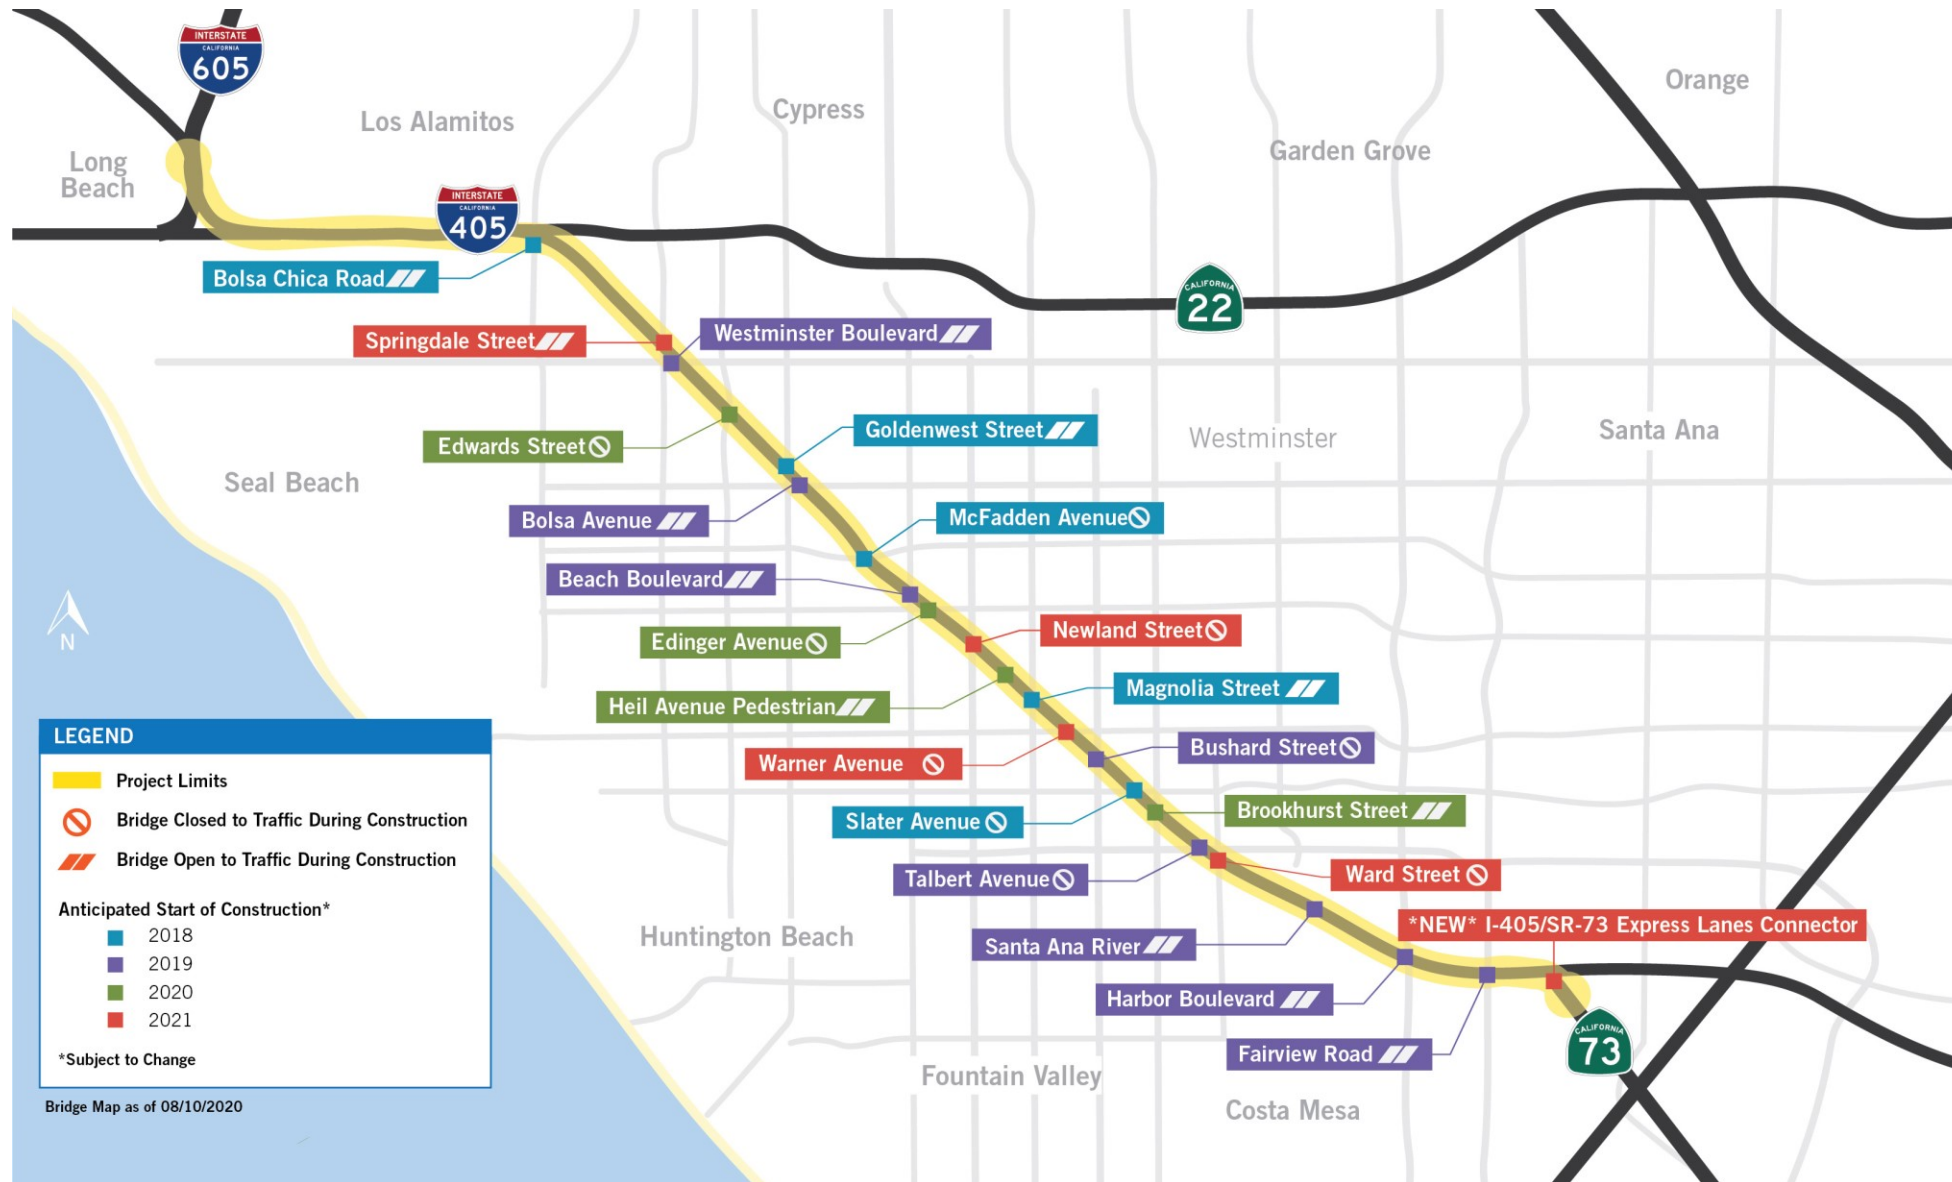 INTERSTATE
CALIFORNIA
605
Los Alamitos
Cypress
Orange
Garden Grove
Long
Beach
INTERSTATE
CALIFORNIA
405
Bolsa Chica Road
CALIFORNIA
22
Springdale Street
Westminster Boulevard
Edwards Street
Goldenwest Street
Westminster
Santa Ana
Seal Beach
Bolsa Avenue
McFadden Avenue
Beach Boulevard
N
Edinger Avenue
Newland Street
Heil Avenue Pedestrian
Magnolia Street
Warner Avenue
Bushard Street
Slater Avenue
Brookhurst Street
Talbert Avenue
Ward Street
Huntington Beach
Santa Ana River
*NEW* I-405/SR-73 Express Lanes Connector
Harbor Boulevard
Fairview Road
CALIFORNIA
73
Fountain Valley
Costa Mesa
LEGEND
Project Limits
Bridge Closed to Traffic During Construction
Bridge Open to Traffic During Construction
Anticipated Start of Construction*
2018
2019
2020
2021
*Subject to Change
Bridge Map as of 08/10/2020